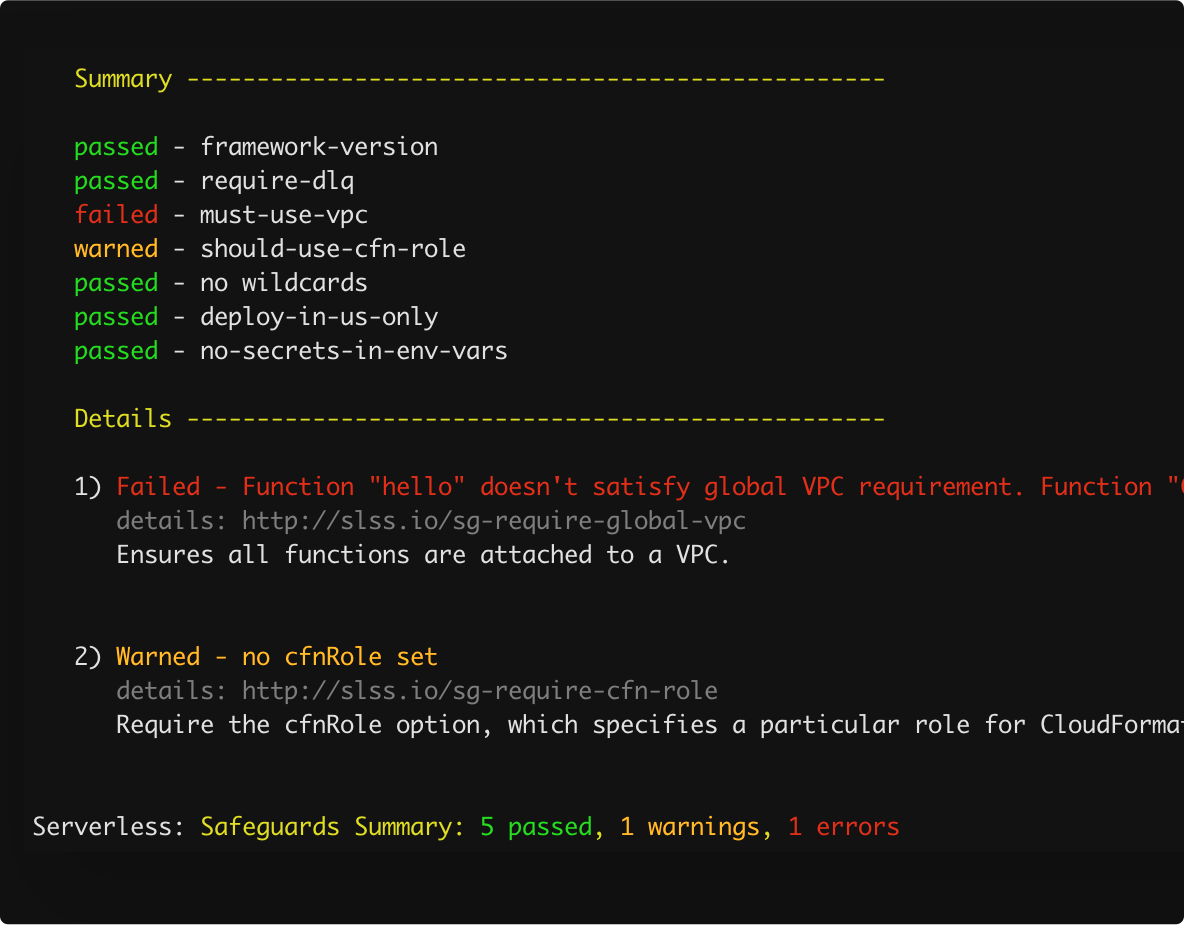 Summary --------------------------------------------------
passed - framework-version
passed - require-dlq
failed - must-use-vpc
warned - should-use-cfn-role
passed - no wildcards
passed - deploy-in-us-only
passed - no-secrets-in-env-vars
Details --------------------------------------------------
1) Failed - Function "hello" doesn't satisfy global VPC requirement. Function "
details: http://slss.io/sg-require-global-vpc
Ensures all functions are attached to a VPC.
2) Warned - no cfnRole set
details: http://slss.io/sg-require-cfn-role
Require the cfnRole option, which specifies a particular role for
Serverless: Safeguards Summary: 5 passed, 1 warnings, 1 errors